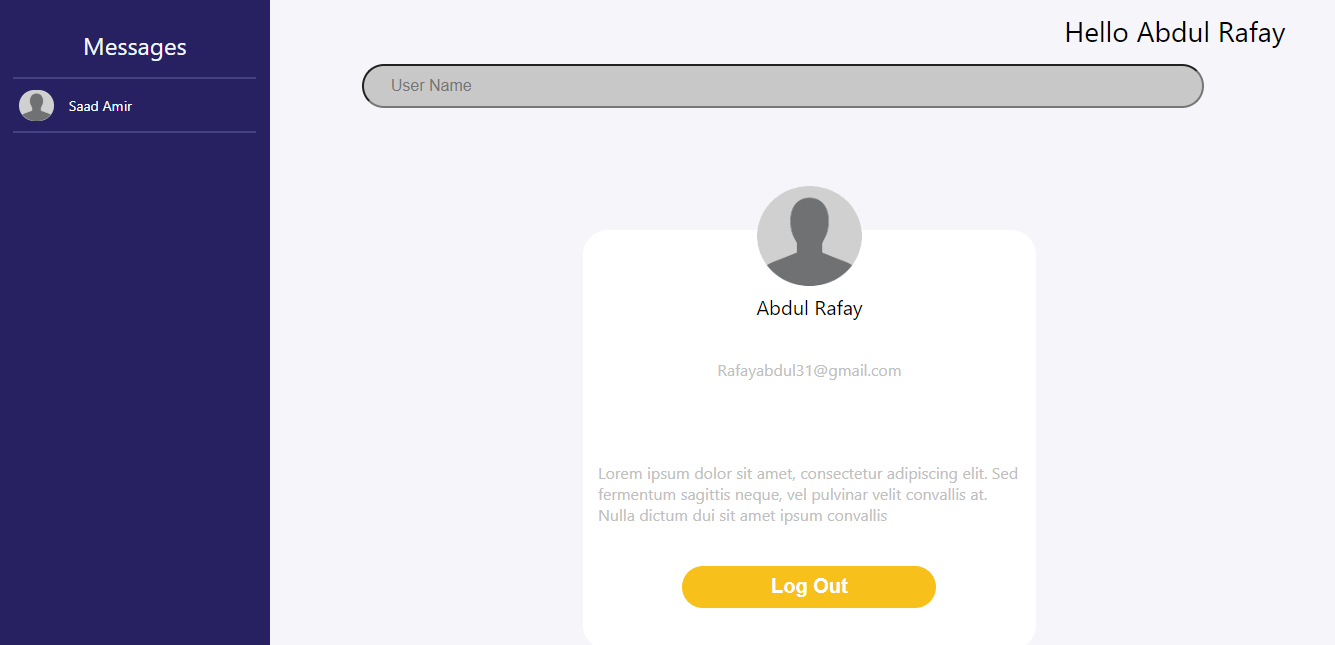 Messages
Saad Amir
Hello Abdul Rafay
User Name
Abdul Rafay
Rafayabdul31@gmail.com
Lorem ipsum dolor sit amet, consectetur adipiscing elit. Sed
fermentum sagittis neque, vel pulvinar velit convallis at.
Nulla dictum dui sit amet ipsum convallis
Log Out